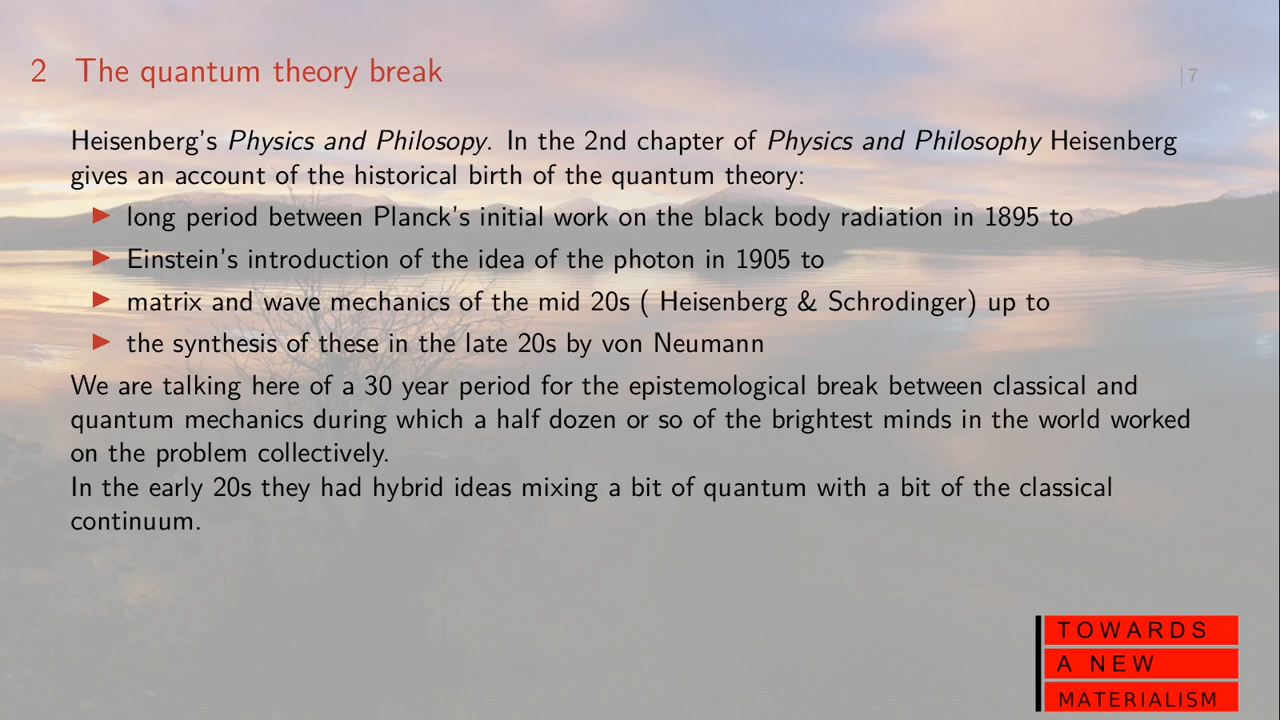 2 The quantum theory break
| 7
Heisenberg's Physics and Philosopy. In the 2nd chapter of Physics and Philosophy Heisenberg
gives an account of the historical birth of the quantum theory:
▶ long period between Planck's initial work on the black body radiation in 1895 to
▶ Einstein's introduction of the idea of the photon in 1905 to
▶ matrix and wave mechanics of the mid 20s ( Heisenberg & Schrodinger) up to
▶ the synthesis of these in the late 20s by von Neumann
We are talking here of a 30 year period for the epistemological break between classical and
quantum mechanics during which a half dozen or so of the brightest minds in the world worked
on the problem collectively.
In the early 20s they had hybrid ideas mixing a bit of quantum with a bit of the classical
continuum.
TOWARDS
A NEW
MATERIALISM